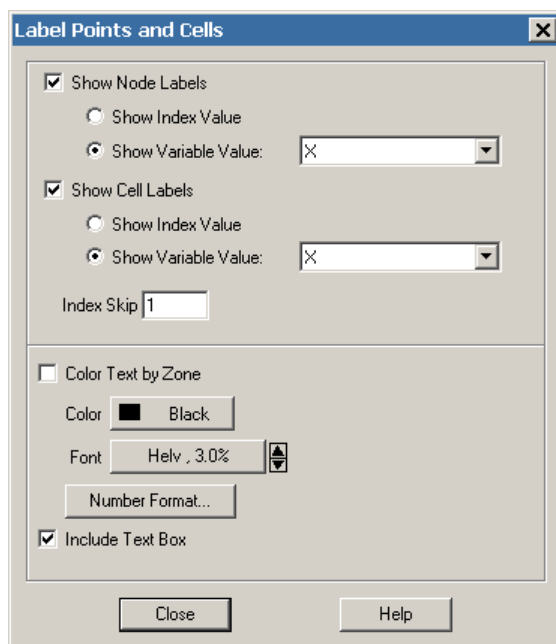 Label Points and Cells
Show Node Labels
Show Index Value
Show Variable Value: X
Show Cell Labels
Show Index Value
Show Variable Value: X
Index Skip 1
Color Text by Zone
Color Black
Font Helv , 3.0%
Number Format...
Include Text Box
Close Help